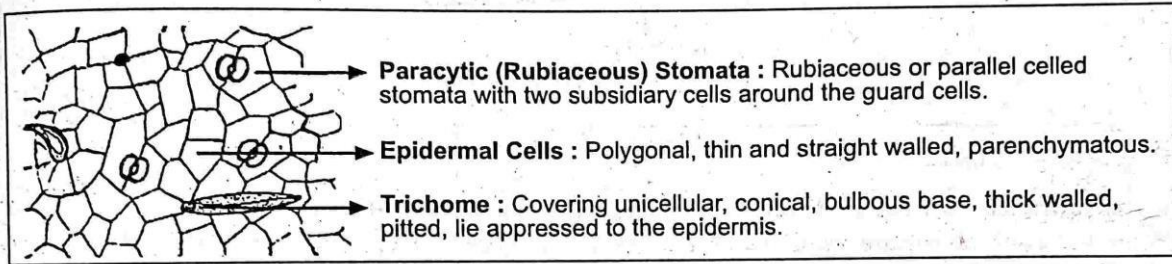 Paracytic (Rubiaceous) Stomata : Rubiaceous or parallel celled
stomata with two subsidiary cells around the guard cells.
Epidermal Cells : Polygonal, thin and straight walled, parenchymatous.
Trichome : Covering unicellular, conical, bulbous base, thick walled,
pitted, lie appressed to the epidermis.